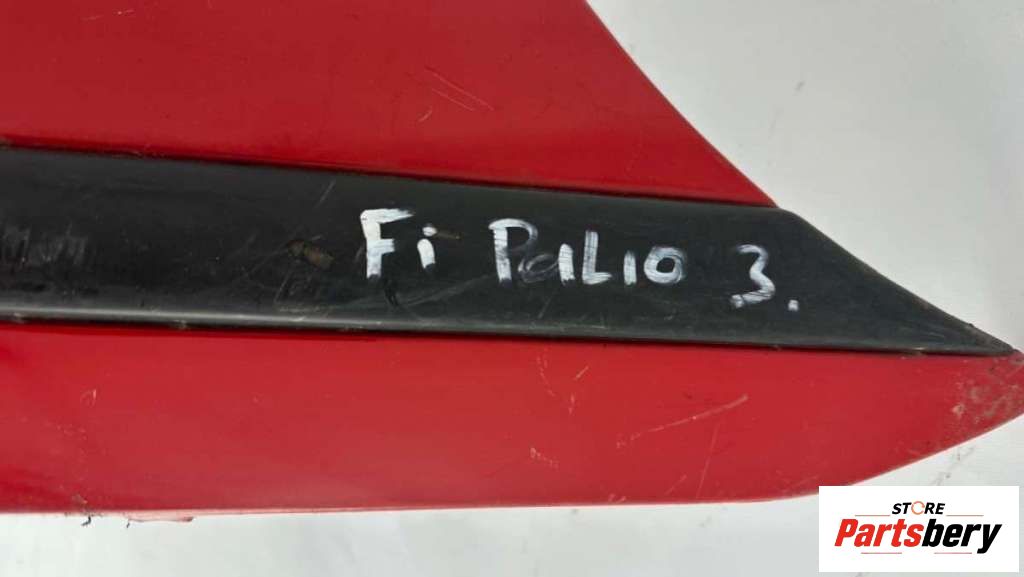 Fi PaLio 3.
STORE
Partsbery